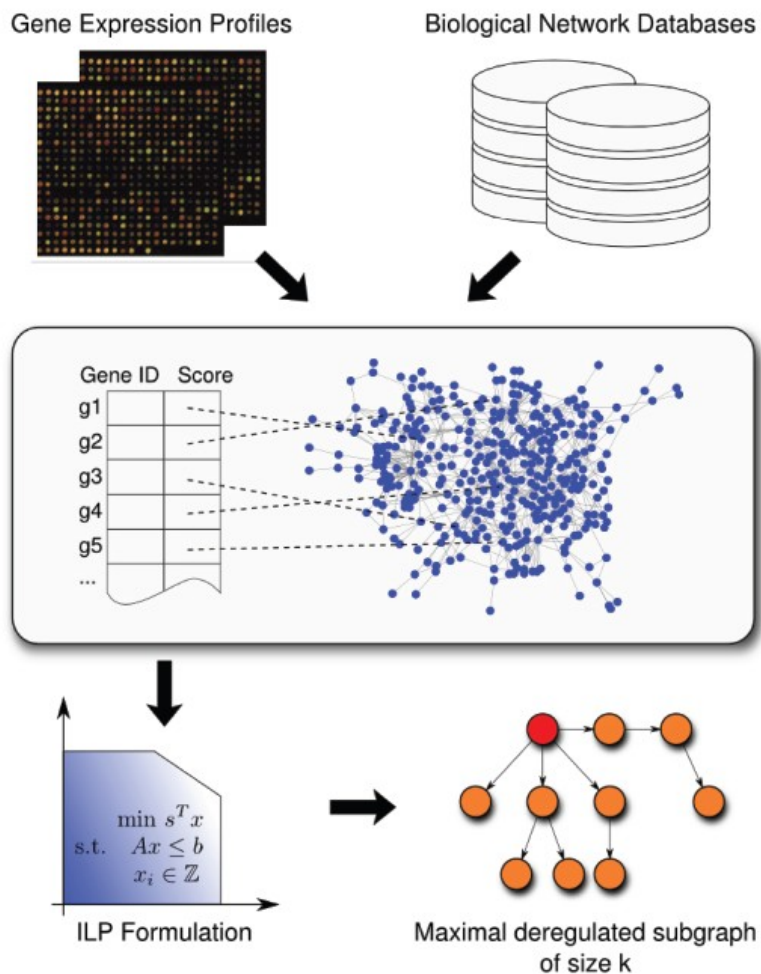 Gene Expression Profiles
Biological Network Databases
Gene ID Score
g1
g2
g3
g4
g5
...
min s^T x
s.t. Ax ≤ b
x_i ∈ ℤ
ILP Formulation
Maximal deregulated subgraph
of size k